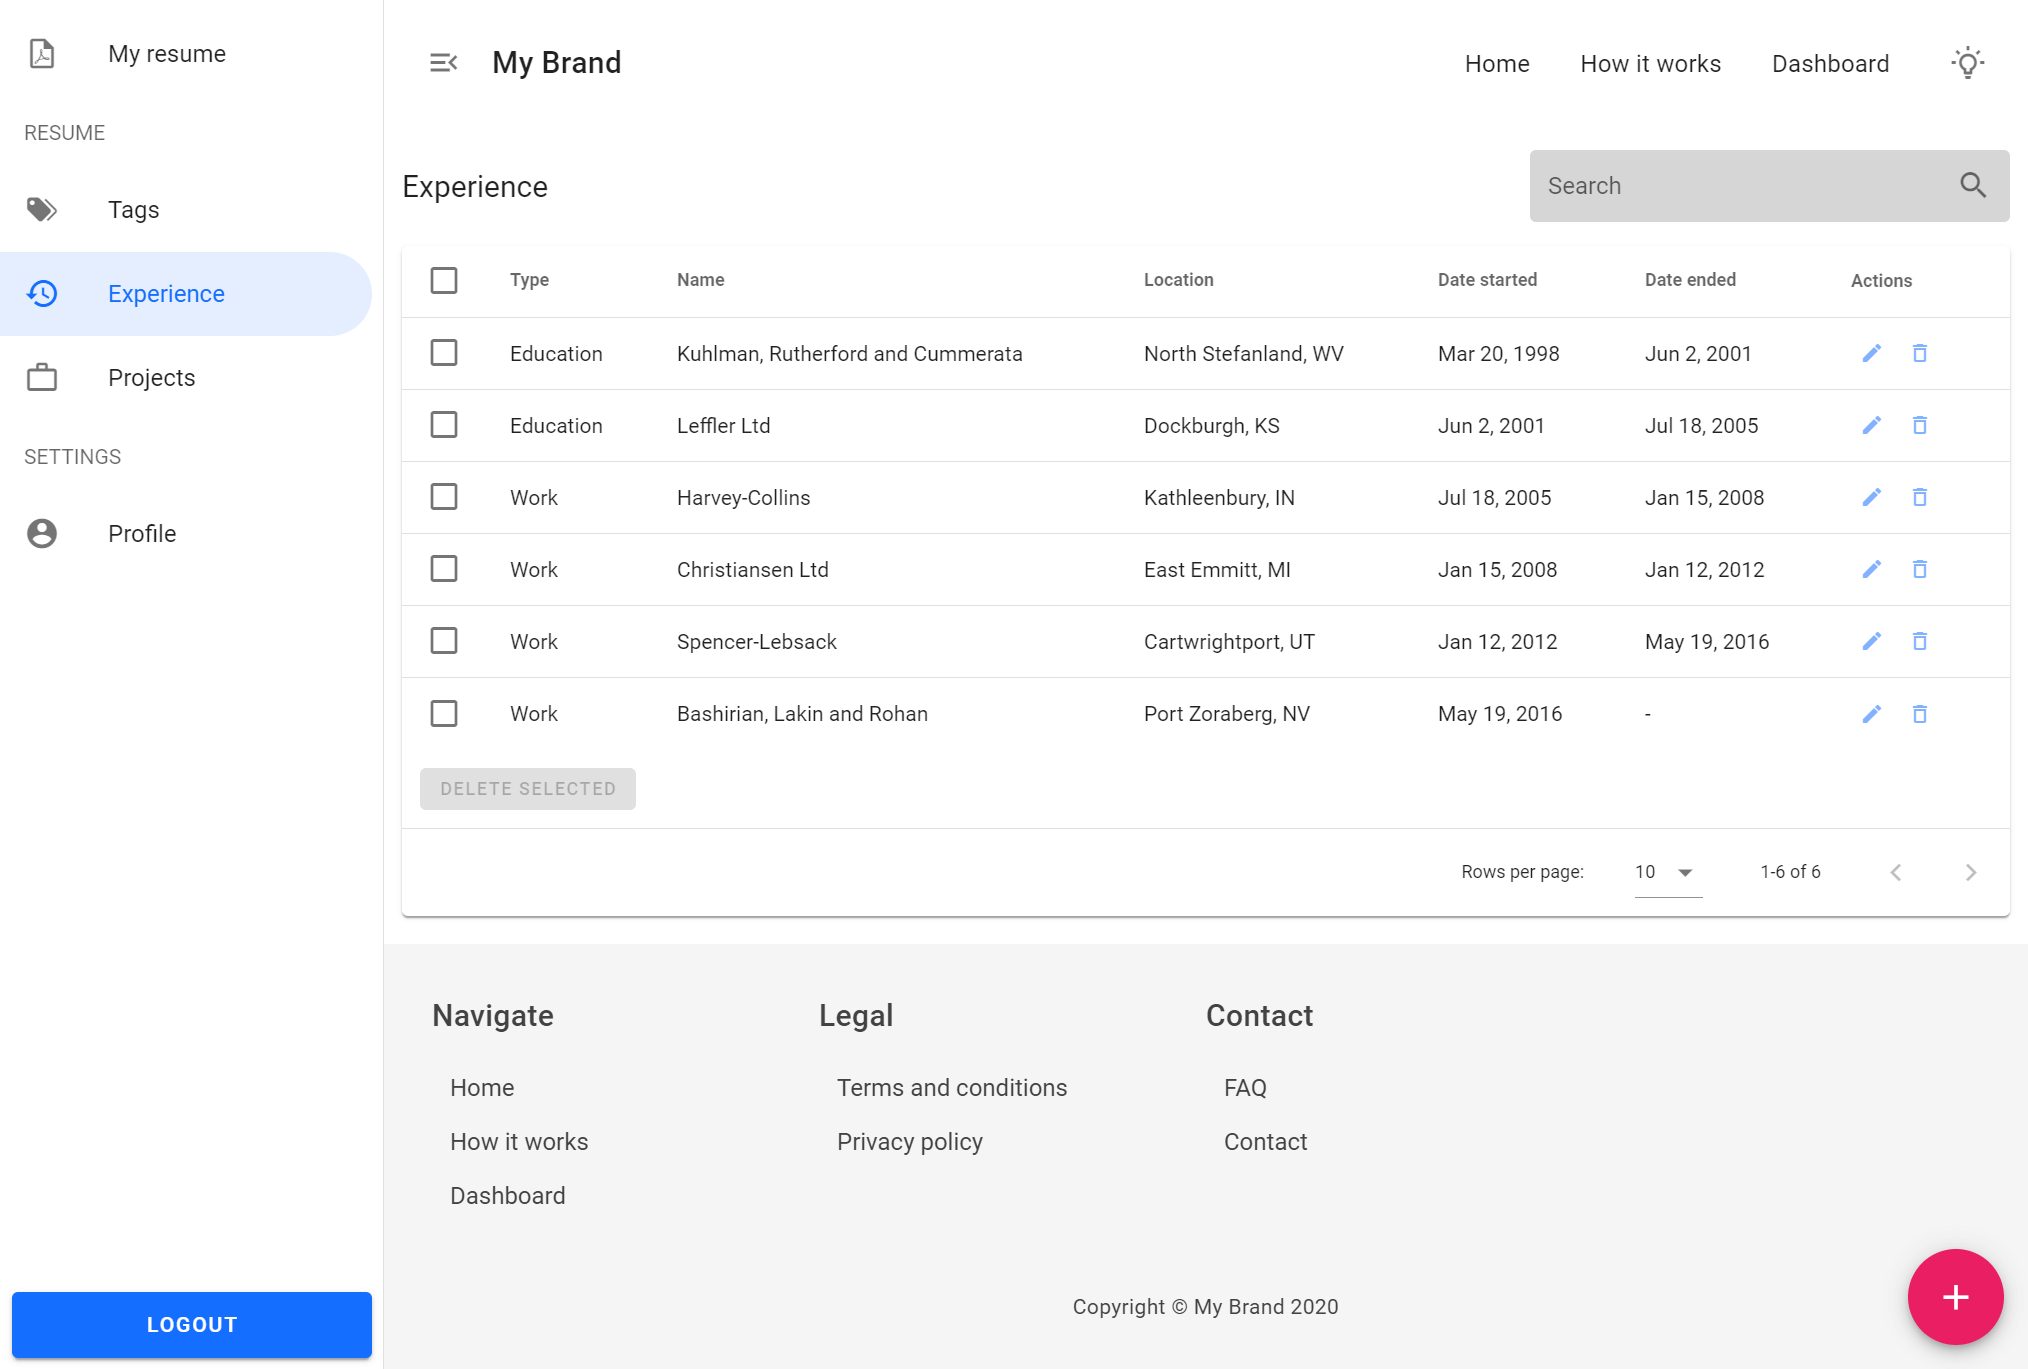 My resume
RESUME
Tags
Experience
Projects
SETTINGS
Profile
LOGOUT
My Brand
Home How it works Dashboard
Experience
Search
Type Name Location Date started Date ended Actions
Education Kuhlman, Rutherford and Cummerata North Stefanland, WV Mar 20, 1998 Jun 2, 2001
Education Leffler Ltd Dockburgh, KS Jun 2, 2001 Jul 18, 2005
Work Harvey-Collins Kathleenbury, IN Jul 18, 2005 Jan 15, 2008
Work Christiansen Ltd East Emmitt, MI Jan 15, 2008 Jan 12, 2012
Work Spencer-Lebsack Cartwrightport, UT Jan 12, 2012 May 19, 2016
Work Bashirian, Lakin and Rohan Port Zoraberg, NV May 19, 2016 -
DELETE SELECTED
Rows per page: 10 1-6 of 6
Navigate
Home
How it works
Dashboard
Legal
Terms and conditions
Privacy policy
Contact
FAQ
Contact
Copyright © My Brand 2020